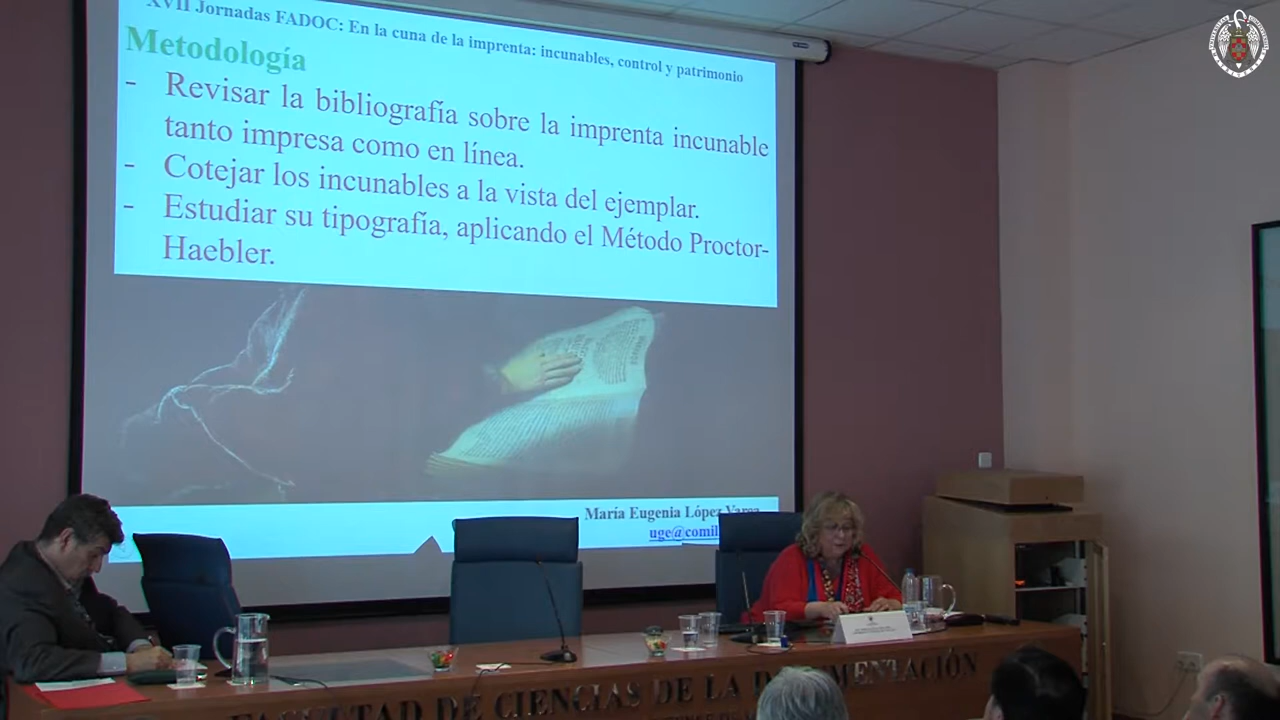 XVII Jornadas FADOC: En la cuna de la imprenta: incunables, control y patrimonio
Metodología
- Revisar la bibliografía sobre la imprenta incunable
tanto impresa como en línea.
- Cotejar los incunables a la vista del ejemplar.
- Estudiar su tipografía, aplicando el Método Proctor-
Haebler.
María Eugenia López Varea
uge@comil
FACULTAD DE CIENCIAS DE LA D MENTACIÓN